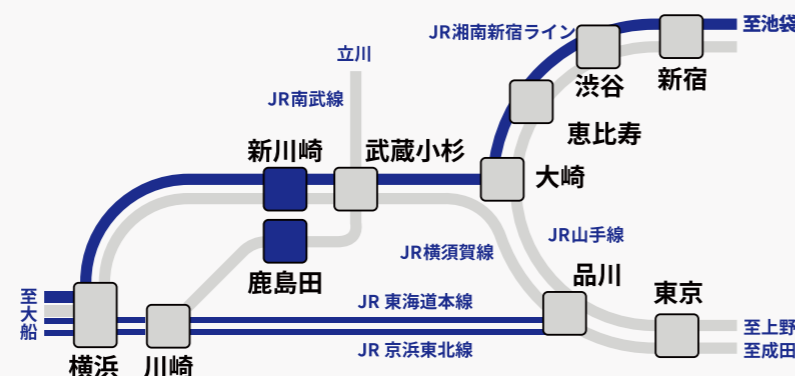 JR湘南新宿ライン
至池袋
渋谷
新宿
立川
JR南武線
恵比寿
新川崎
武蔵小杉
大崎
JR山手線
JR横須賀線
鹿島田
品川
東京
至大船
JR 東海道本線
至上野
JR 京浜東北線
至成田
横浜
川崎